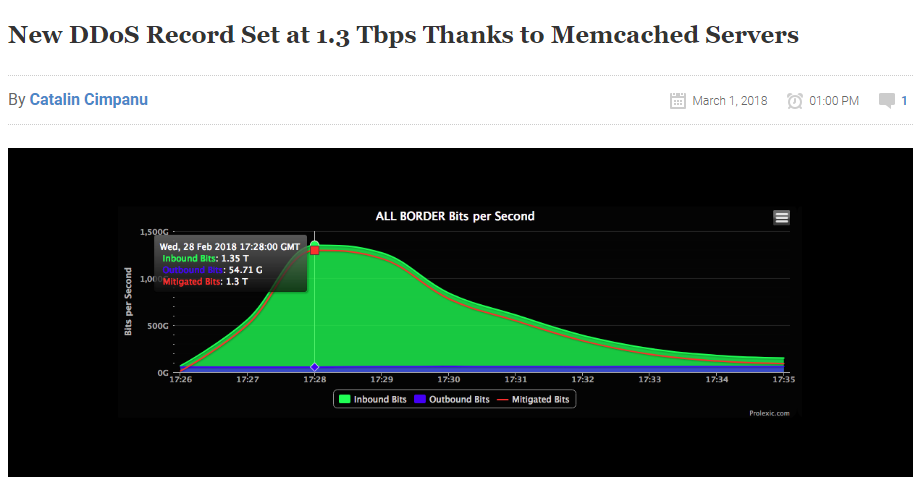 New DDoS Record Set at 1.3 Tbps Thanks to Memcached Servers
By Catalin Cimpanu
March 1, 2018 01:00 PM 1
ALL BORDER Bits per Second
1,500G
Wed, 28 Feb 2018 17:28:00 GMT
Inbound Bits: 1.35 T
Outbound Bits: 54.71 G
Mitigated Bits: 1.3 T
Bits per Second
1,000G
500G
0G
17:26 17:27 17:28 17:29 17:30 17:31 17:32 17:33 17:34 17:35
Inbound Bits Outbound Bits Mitigated Bits
Prolexic.com